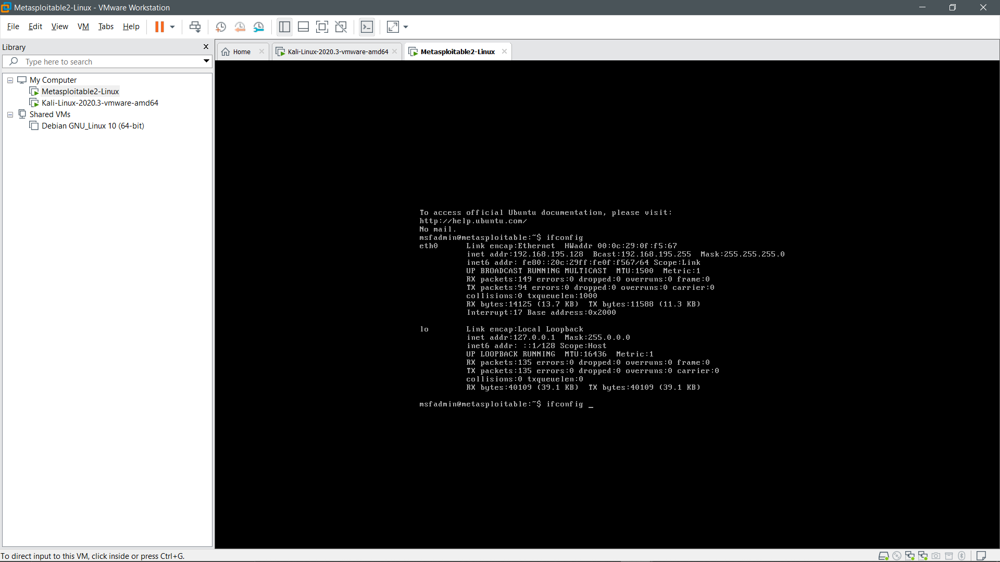 Metasploitable2-Linux - VMware Workstation
File Edit View VM Tabs Help
Library
Type here to search
My Computer
Metasploitable2-Linux
Kali-Linux-2020.3-vmware-amd64
Shared VMs
Debian GNU_Linux 10 (64-bit)
Home Kali-Linux-2020.3-vmware-amd64 Metasploitable2-Linux
To access official Ubuntu documentation, please visit:
http://help.ubuntu.com/
No mail.
msfadmin@metasploitable:~$ ifconfig
eth0 Link encap:Ethernet HWaddr 00:0c:29:0f:f5:67
inet addr:192.168.195.128 Bcast:192.168.195.255 Mask:255.255.255.0
inet6 addr: fe80::20c:29ff:fe0f:f567/64 Scope:Link
UP BROADCAST RUNNING MULTICAST MTU:1500 Metric:1
RX packets:149 errors:0 dropped:0 overruns:0 frame:0
TX packets:94 errors:0 dropped:0 overruns:0 carrier:0
collisions:0 txqueuelen:1000
RX bytes:14125 (13.7 KB) TX bytes:11588 (11.3 KB)
Interrupt:17 Base address:0x2000
lo Link encap:Local Loopback
inet addr:127.0.0.1 Mask:255.0.0.0
inet6 addr: ::1/128 Scope:Host
UP LOOPBACK RUNNING MTU:16436 Metric:1
RX packets:135 errors:0 dropped:0 overruns:0 frame:0
TX packets:135 errors:0 dropped:0 overruns:0 carrier:0
collisions:0 txqueuelen:0
RX bytes:40109 (39.1 KB) TX bytes:40109 (39.1 KB)
msfadmin@metasploitable:~$ ifconfig _
To direct input to this VM, click inside or press Ctrl+G.